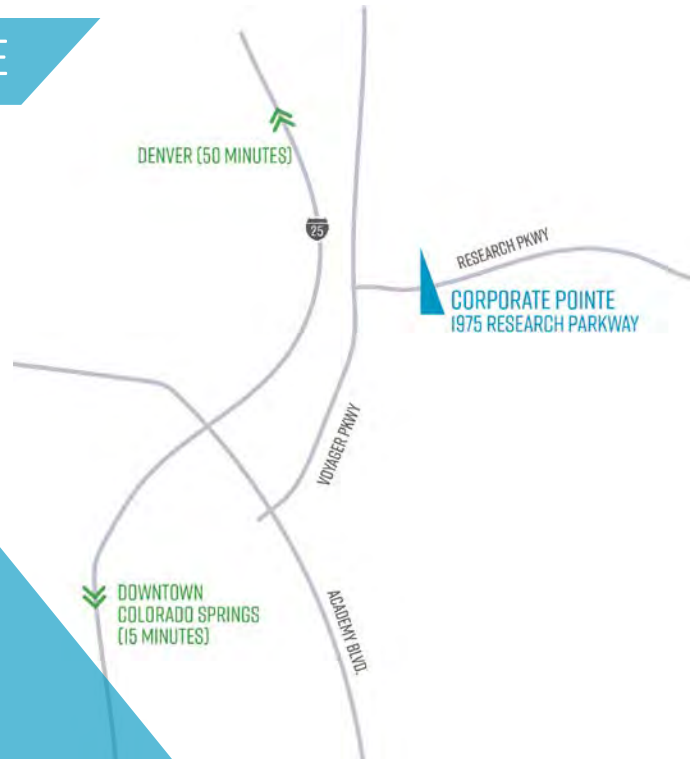 E
DENVER (50 MINUTES)
25
RESEARCH PKWY
CORPORATE POINTE
1975 RESEARCH PARKWAY
VOYAGER PKWY
DOWNTOWN
COLORADO SPRINGS
(15 MINUTES)
ACADEMY BLVD.